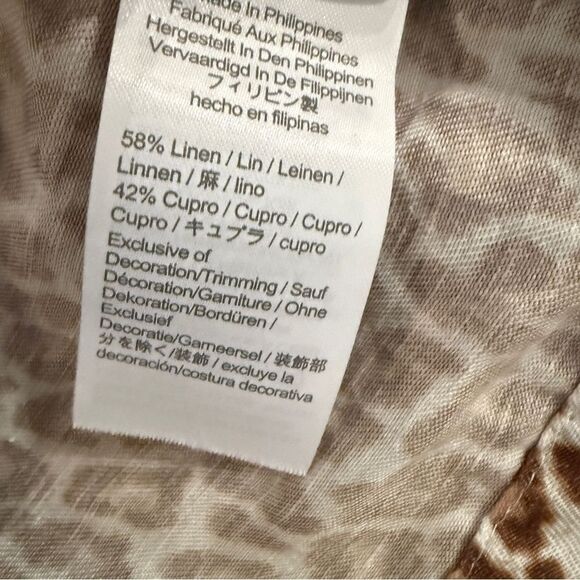 Made In Philippines
Fabriqué Aux Philippines
Hergestellt In Den Philippinen
Vervaardigd In De Filippijnen
フィリピン製
hecho en filipinas
58% Linen / Lin / Leinen /
Linnen / 麻 / lino
42% Cupro / Cupro / Cupro /
Cupro / キュプラ / cupro
Exclusive of
Decoration/Trimming / Sauf
Décoration/Garniture / Ohne
Dekoration/Bordüren /
Exclusief
Decoratie/Garneersel / 装飾部
分を除く/装飾 / excluye la
decoración/costura decorativa